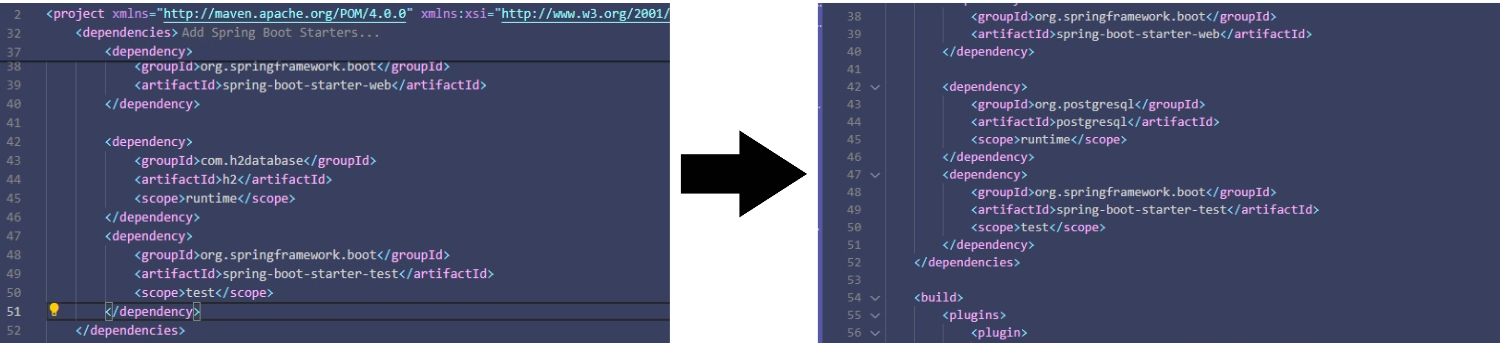 2 <project xmlns="http://maven.apache.org/POM/4.0.0" xmlns:xsi="http://www.w3.org/2001/
32 <dependencies> Add Spring Boot Starters...
37 <dependency>
38 <groupId>org.springframework.boot</groupId>
39 <artifactId>spring-boot-starter-web</artifactId>
40 </dependency>
41
42 <dependency>
43 <groupId>com.h2database</groupId>
44 <artifactId>h2</artifactId>
45 <scope>runtime</scope>
46 </dependency>
47 <dependency>
48 <groupId>org.springframework.boot</groupId>
49 <artifactId>spring-boot-starter-test</artifactId>
50 <scope>test</scope>
51 </dependency>
52 </dependencies>
38 <groupId>org.springframework.boot</groupId>
39 <artifactId>spring-boot-starter-web</artifactId>
40 </dependency>
41
42 <dependency>
43 <groupId>org.postgresql</groupId>
44 <artifactId>postgresql</artifactId>
45 <scope>runtime</scope>
46 </dependency>
47 <dependency>
48 <groupId>org.springframework.boot</groupId>
49 <artifactId>spring-boot-starter-test</artifactId>
50 <scope>test</scope>
51 </dependency>
52 </dependencies>
53
54 <build>
55 <plugins>
56 <plugin>